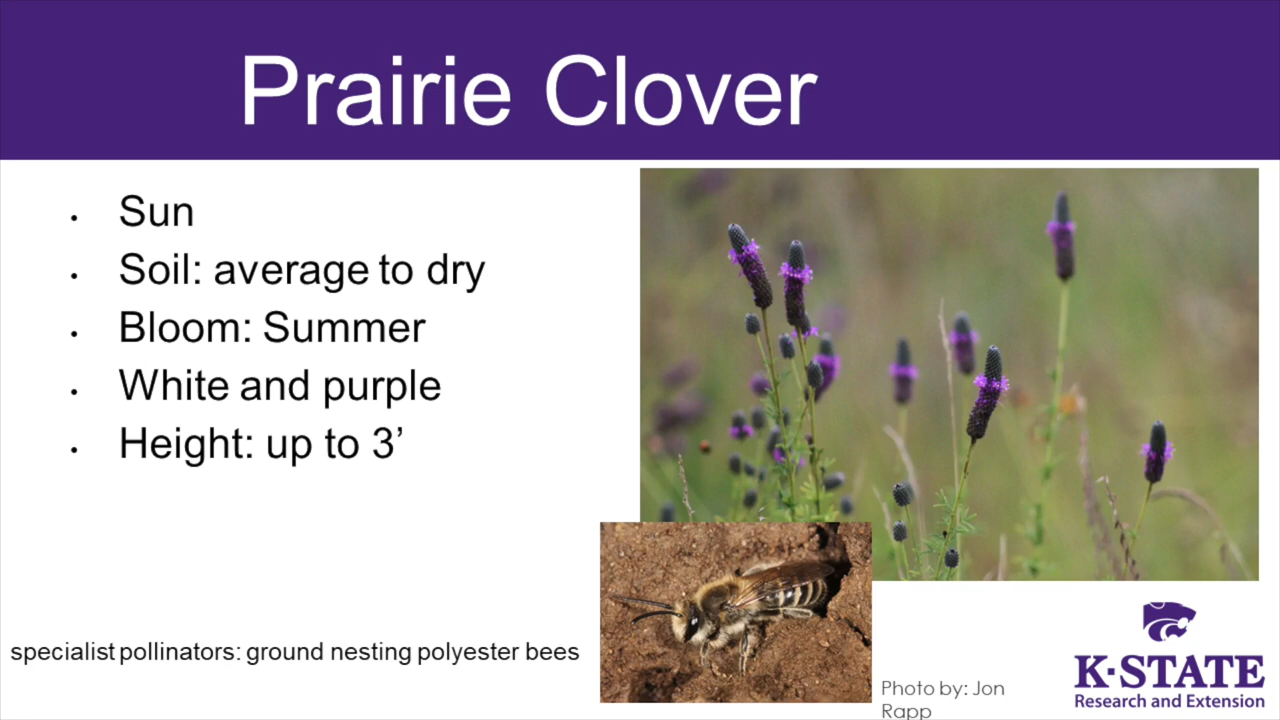 Prairie Clover
• Sun
• Soil: average to dry
• Bloom: Summer
• White and purple
• Height: up to 3’
specialist pollinators: ground nesting polyester bees
Photo by: Jon
Rapp
K·STATE
Research and Extension